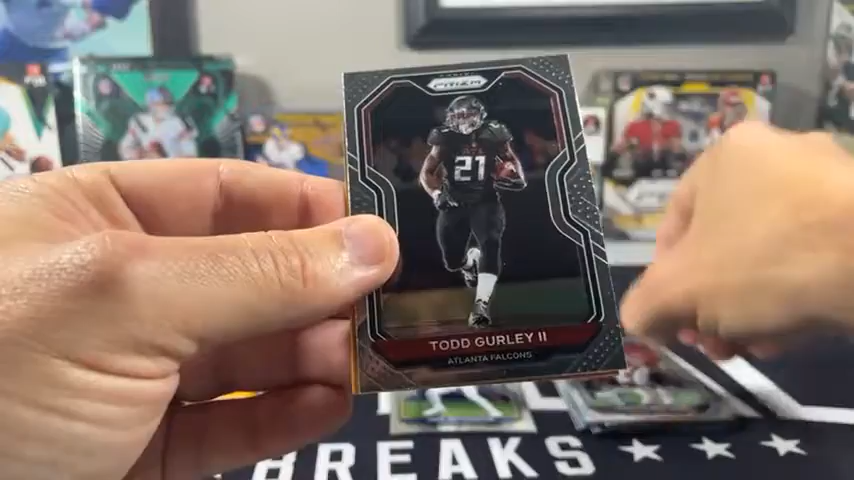 PRIZM
21
TODD GURLEY II
ATLANTA FALCONS
BREAKS